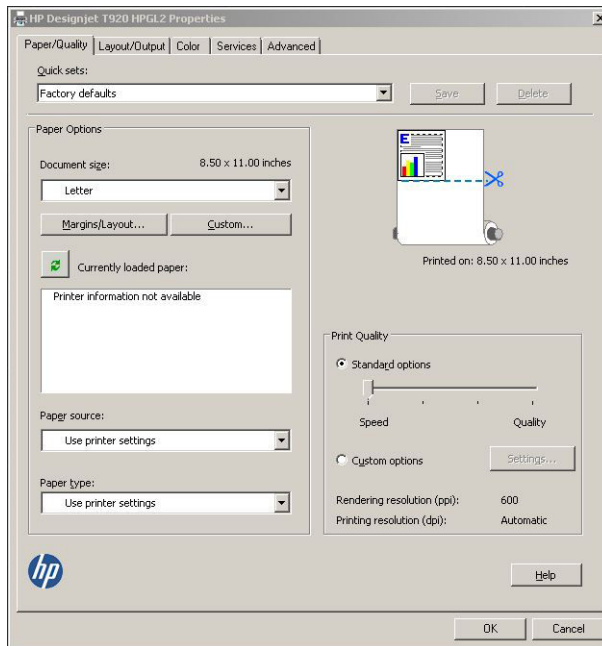 HP Designjet T920 HPGL2 Properties
Paper/Quality Layout/Output Color Services Advanced
Quick sets:
Factory defaults Save Delete
Paper Options
Document size: 8.50 x 11.00 inches
Letter
Margins/Layout... Custom...
Currently loaded paper:
Printer information not available
Paper source:
Use printer settings
Paper type:
Use printer settings
E
Printed on: 8.50 x 11.00 inches
Print Quality
Standard options
Speed Quality
Custom options Settings...
Rendering resolution (ppi): 600
Printing resolution (dpi): Automatic
hp
Help
OK Cancel